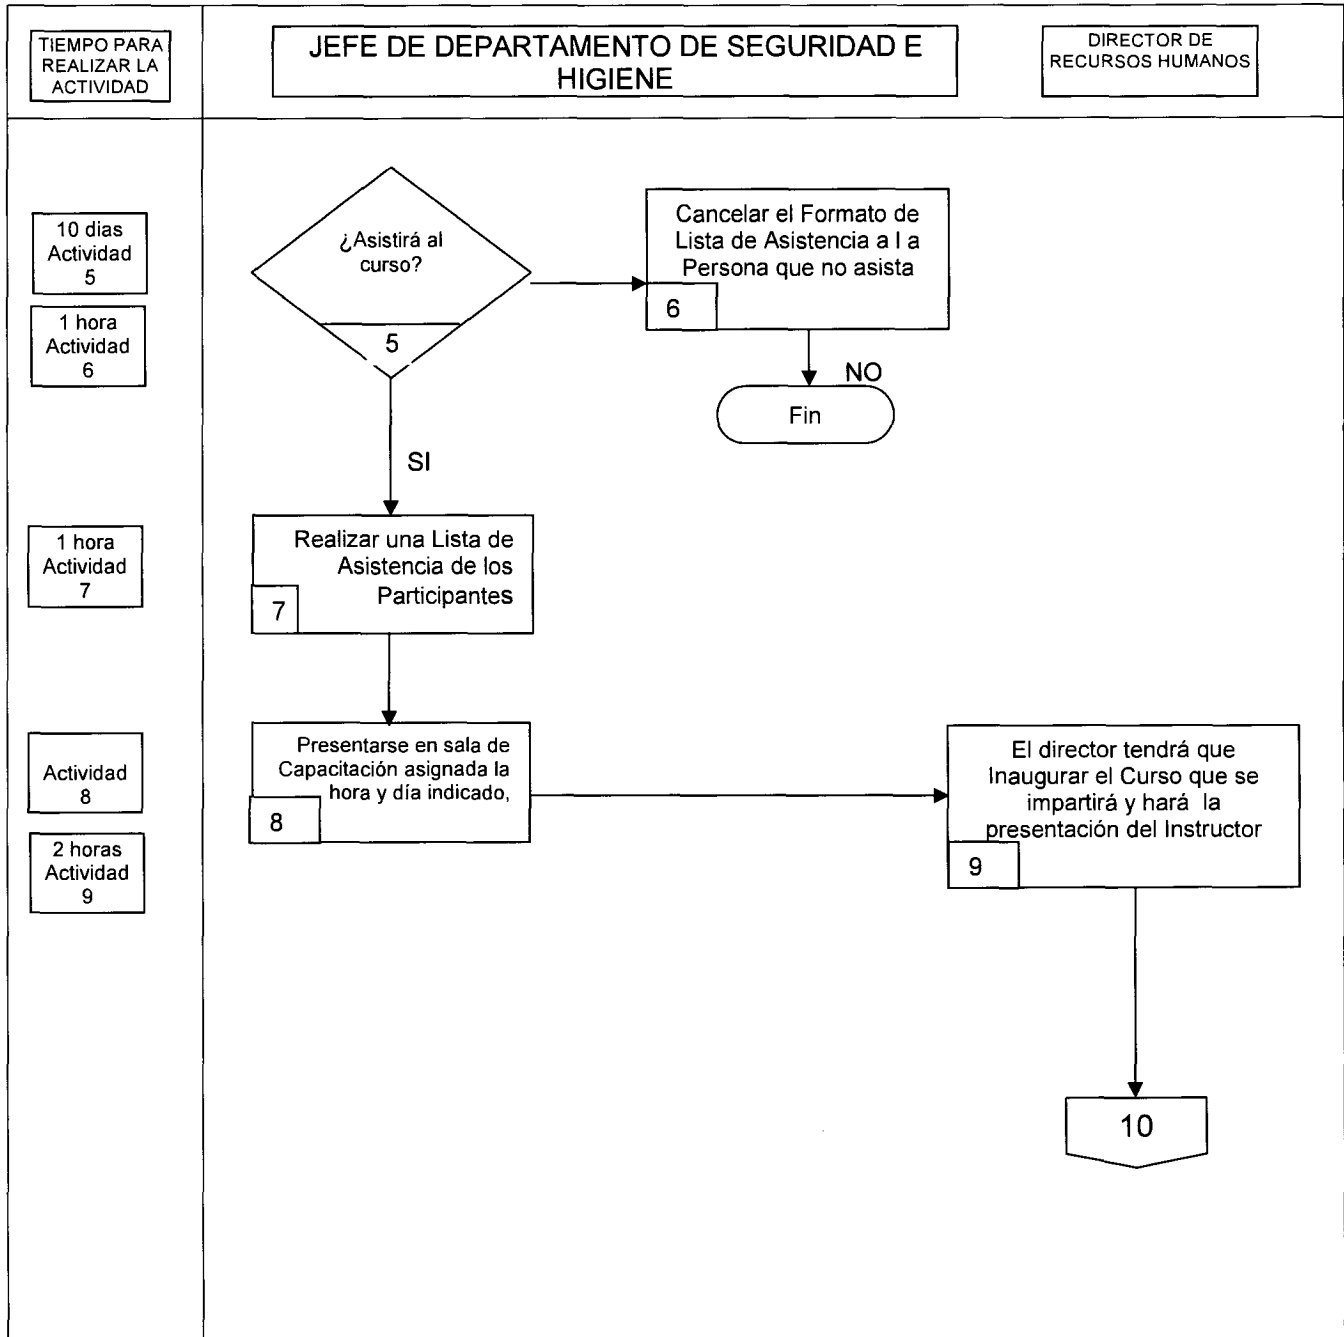 TIEMPO PARA
REALIZAR LA
ACTIVIDAD
JEFE DE DEPARTAMENTO DE SEGURIDAD E
HIGIENE
DIRECTOR DE
RECURSOS HUMANOS
10 dias
Actividad
5
1 hora
Actividad
6
¿Asistirá al
curso?
5
Cancelar el Formato de
Lista de Asistencia a l a
Persona que no asista
6
NO
Fin
SI
1 hora
Actividad
7
Realizar una Lista de
Asistencia de los
Participantes
7
Actividad
8
2 horas
Actividad
9
Presentarse en sala de
Capacitación asignada la
hora y día indicado,
8
El director tendrá que
Inaugurar el Curso que se
impartirá y hará la
presentación del Instructor
9
10